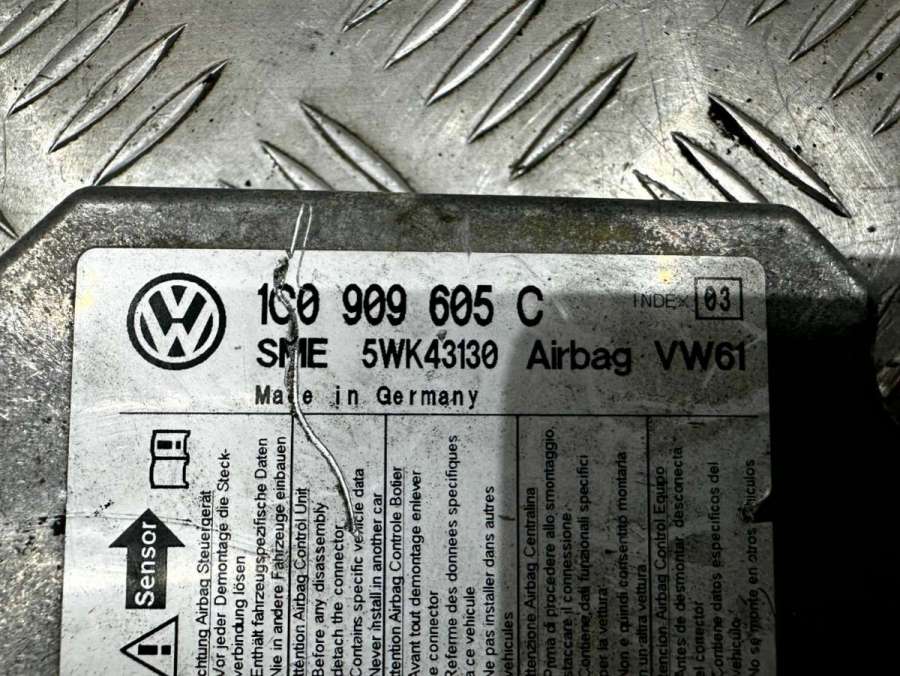 1C0 909 605 C
INDEX 03
SME 5WK43130 Airbag VW61
Made in Germany
Sensor
Achtung Airbag Steuergerät
Vor jeder Demontage die Steck-
verbindung lösen
Enthält fahrzeugspezifische Daten
Nie in andere Fahrzeuge einbauen
Attention Airbag Control Unit
Before any disassembly
detach the connector
Contains specific vehicle data
Never install in another car
Attention Airbag Controle Boitier
Avant tout demontage enlever
le connector
Referme des données specifiques
a ce vehicule
Ne pas installer dans autres
vehicules
Attenzione Airbag Centralina
Prima di procedere allo smontaggio,
staccare il connessione.
Contiene dati funzionali specifici
per la vettura
Non e quindi consentito montarla
in un altra vettura.
Atencion Airbag Control Equipo
Antes de desmontar desconectá
el conector
Contiene datos especificos del
vehiculo
No se monte en otros vehiculos